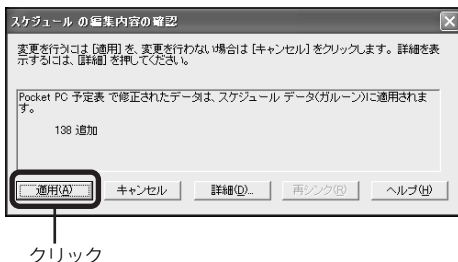 スケジュール の編集内容の確認
変更を行うには [適用] を、変更を行わない場合は [キャンセル] をクリックします。詳細を表
示するには、[詳細] を押してください。
Pocket PC 予定表 で修正されたデータは、スケジュール データ(ガルーン)に適用されま
す。
138 追加
適用(A) キャンセル 詳細(D)... 再シンク(R) ヘルプ(H)
クリック